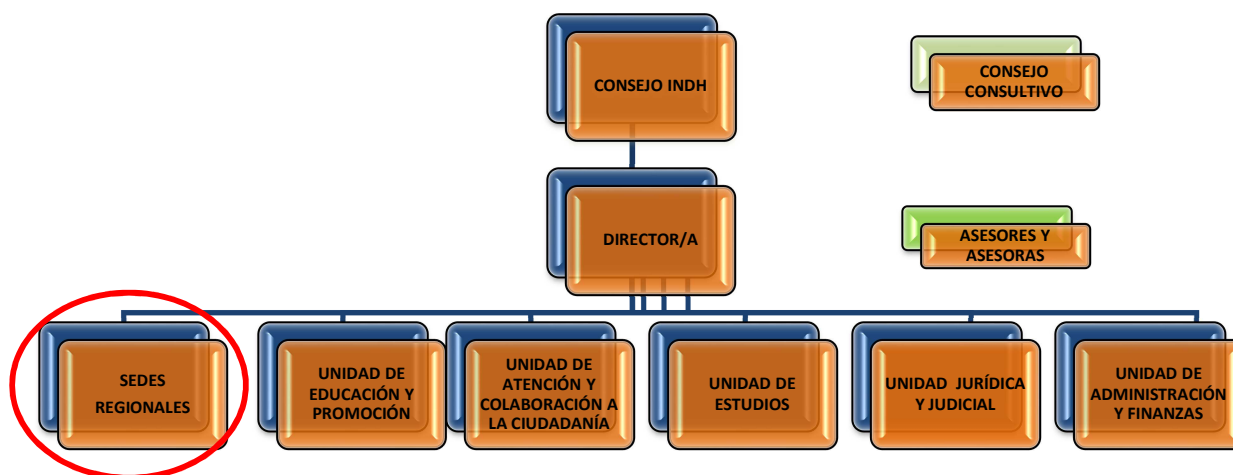 CONSEJO INDH
CONSEJO
CONSULTIVO
DIRECTOR/A
ASESORES Y
ASESORAS
SEDES
REGIONALES
UNIDAD DE
EDUCACIÓN Y
PROMOCIÓN
UNIDAD DE
ATENCIÓN Y
COLABORACIÓN A
LA CIUDADANÍA
UNIDAD DE
ESTUDIOS
UNIDAD JURÍDICA
Y JUDICIAL
UNIDAD DE
ADMINISTRACIÓN
Y FINANZAS